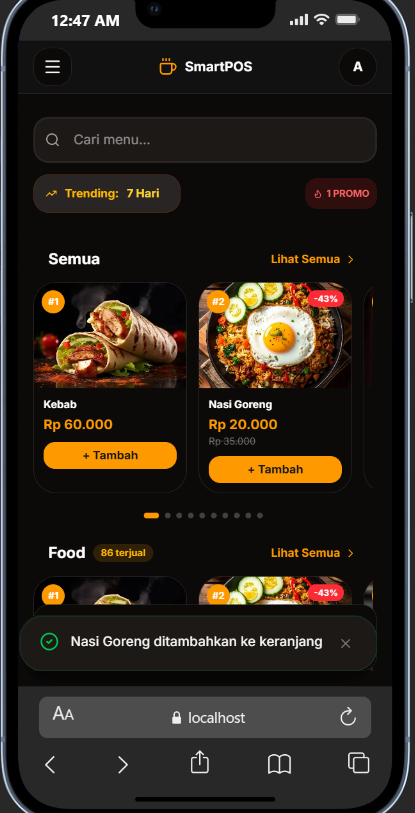 12:47 AM
SmartPOS
A
Cari menu...
Trending: 7 Hari
1 PROMO
Semua
Lihat Semua
#1
#2
-43%
Kebab
Nasi Goreng
Rp 60.000
Rp 20.000
Rp 35.000
+ Tambah
+ Tambah
Food
86 terjual
Lihat Semua
#1
#2
-43%
Nasi Goreng ditambahkan ke keranjang
AA
localhost